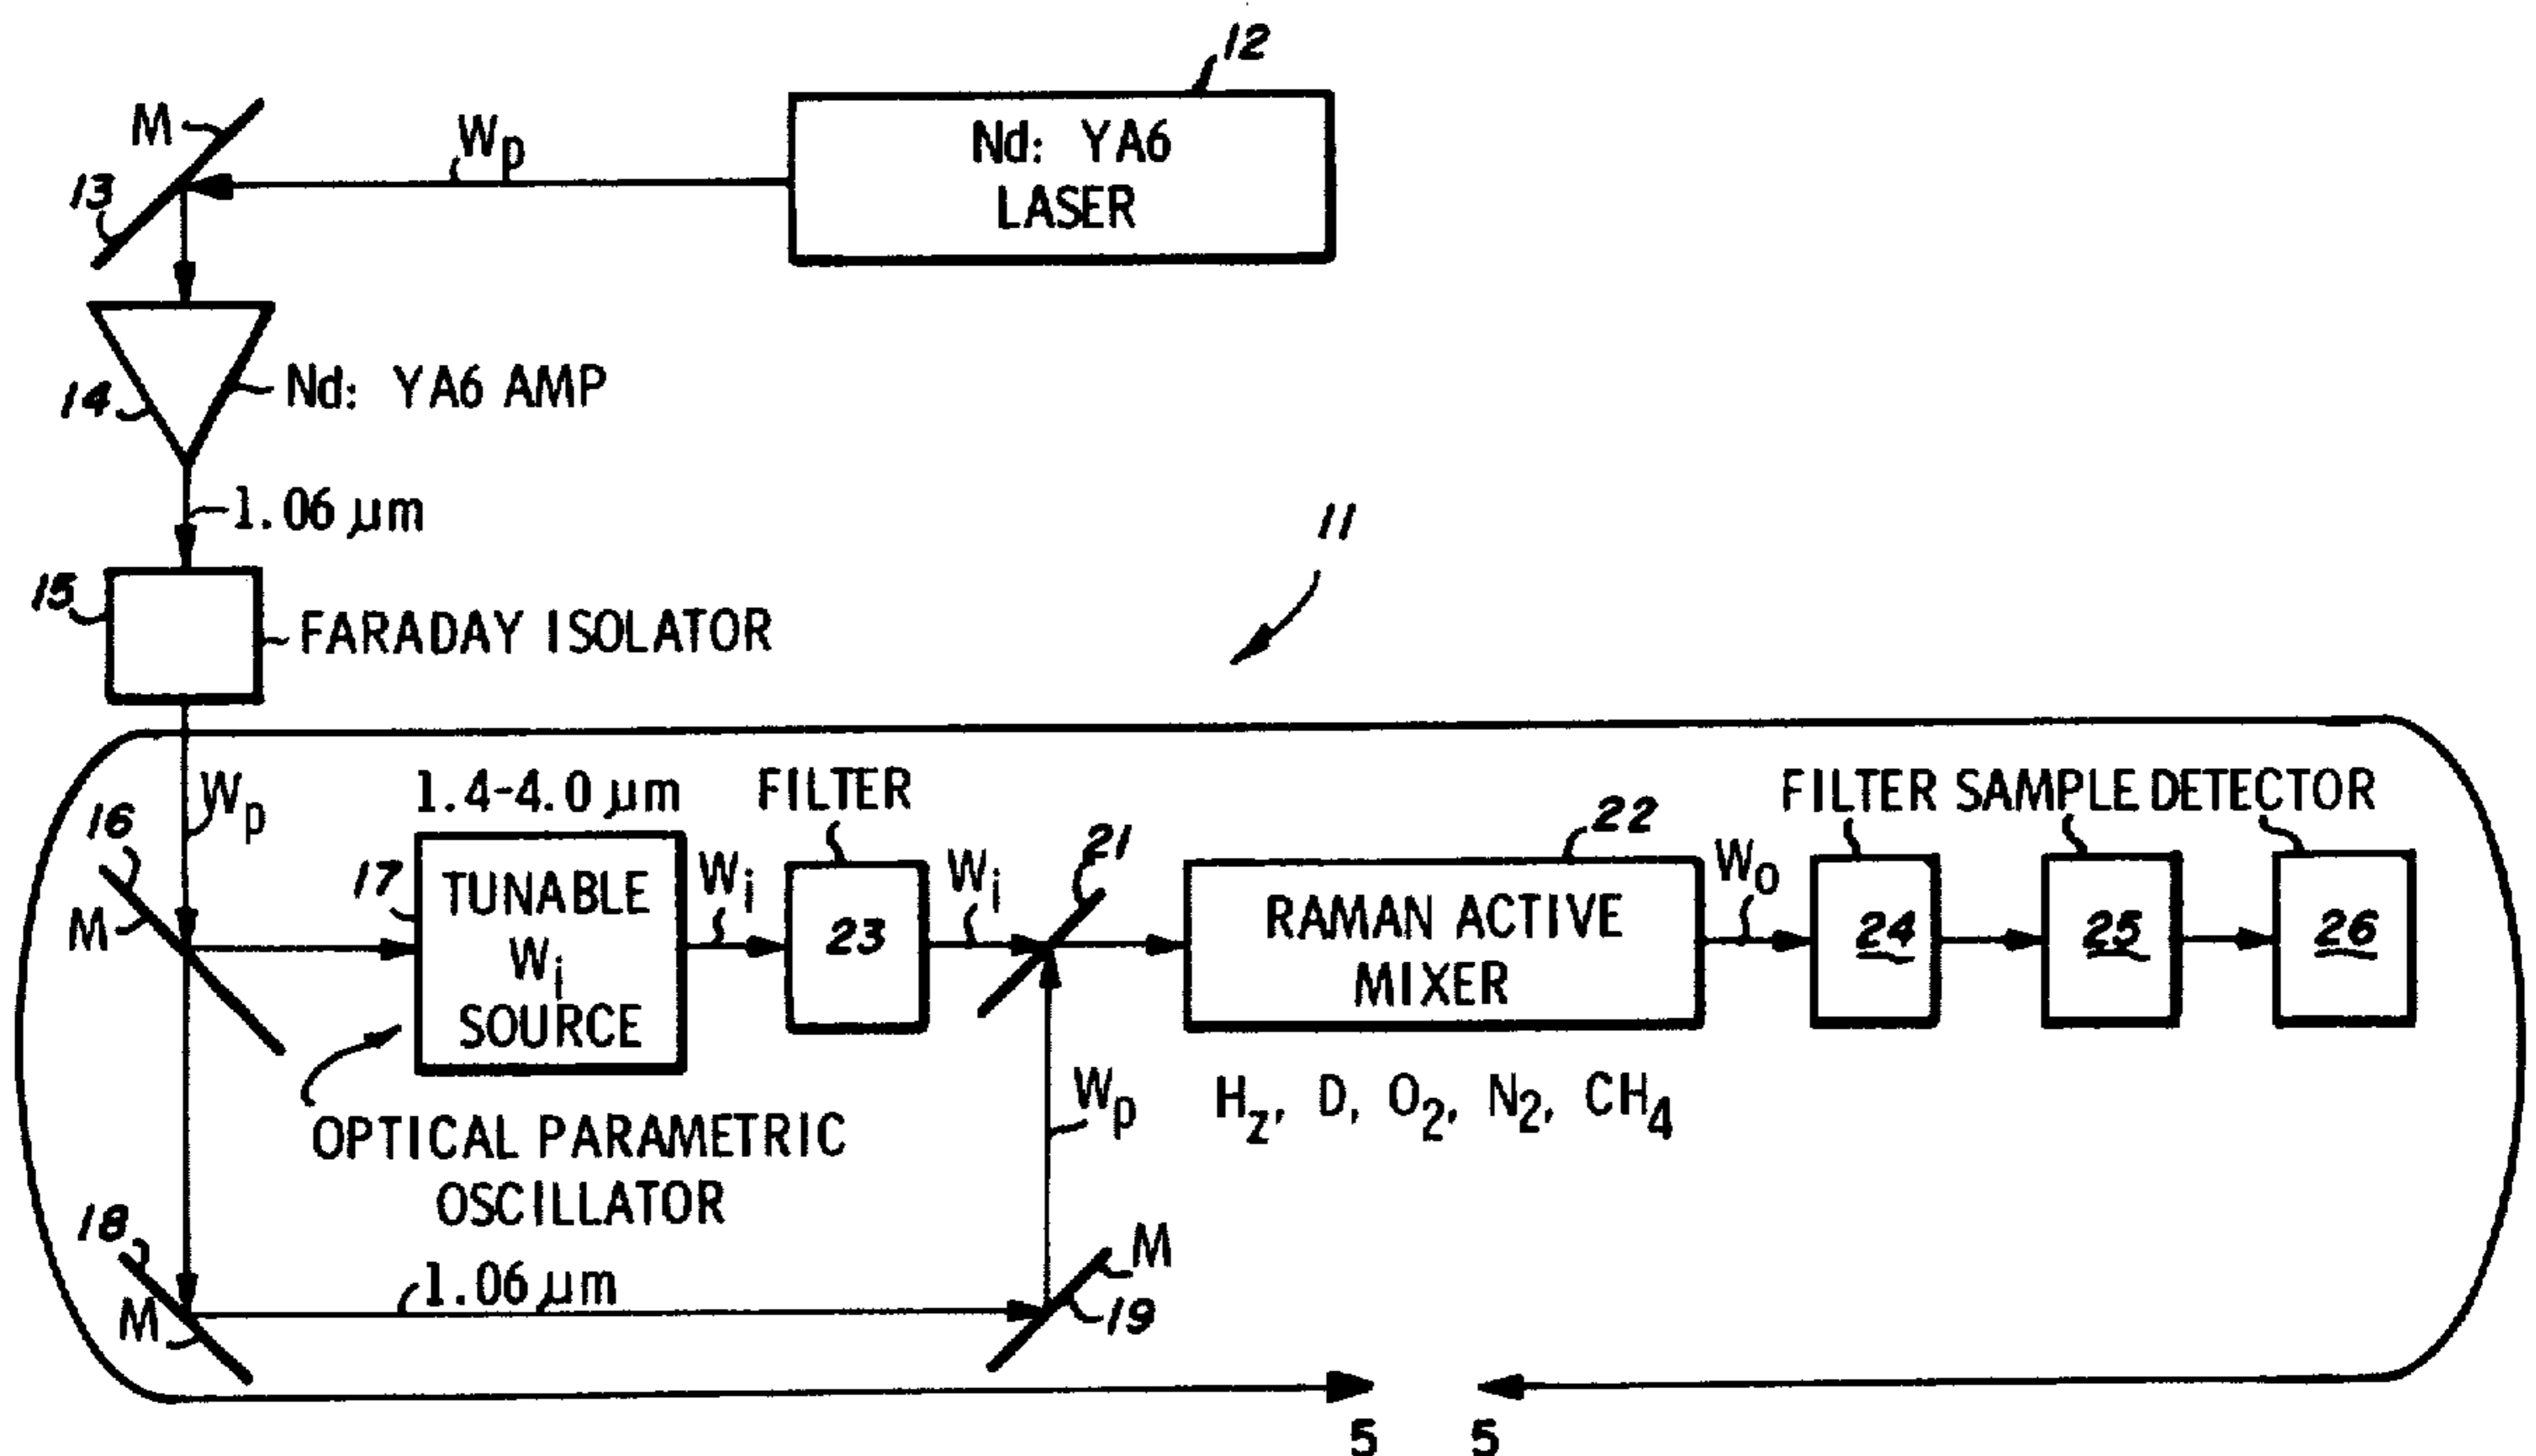 12
Nd: YA6
LASER
M
Wp
13
14
Nd: YA6 AMP
1.06 µm
11
15
FARADAY ISOLATOR
Wp
1.4-4.0 µm
FILTER
FILTER SAMPLE DETECTOR
16
M
17
TUNABLE
Wi
SOURCE
Wi
23
Wi
21
22
RAMAN ACTIVE
MIXER
Wo
24
25
26
OPTICAL PARAMETRIC
OSCILLATOR
Wp
Hz, D, O2, N2, CH4
18
M
1.06 µm
M
19
5 5